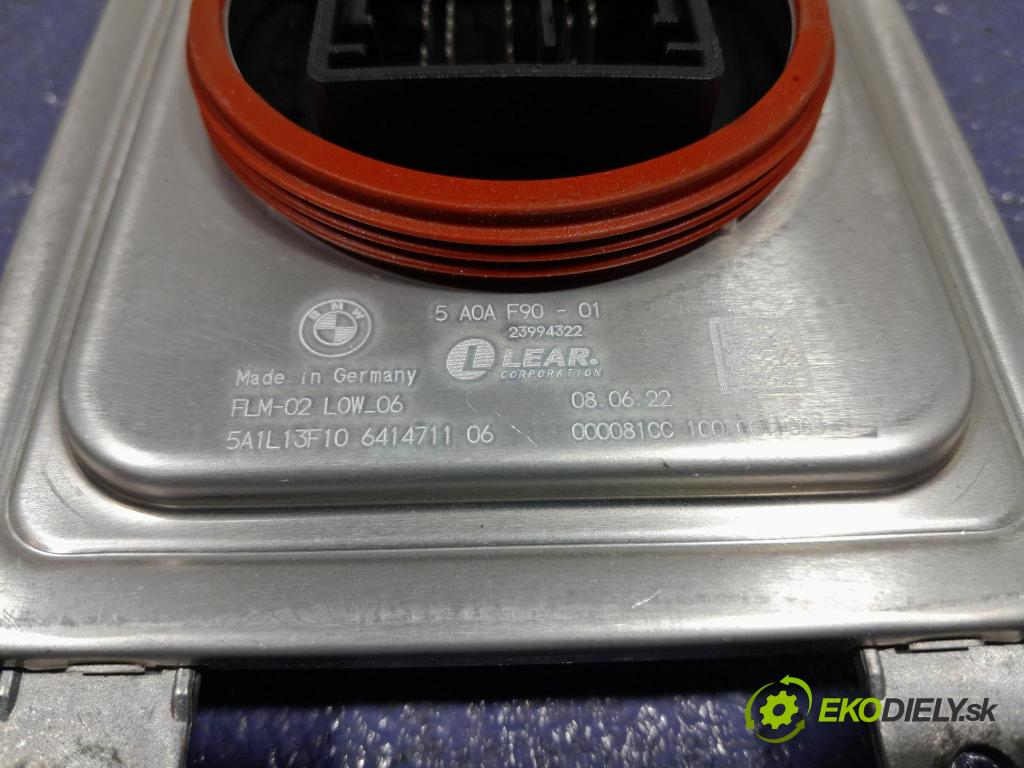 BMW
5 A0A F90 - 01
23994322
LEAR.
CORPORATION
Made in Germany
FLM-02 LOW_06
08.06.22
5A1L13F10 6414711 06
000081CC
EKODIELY.sk